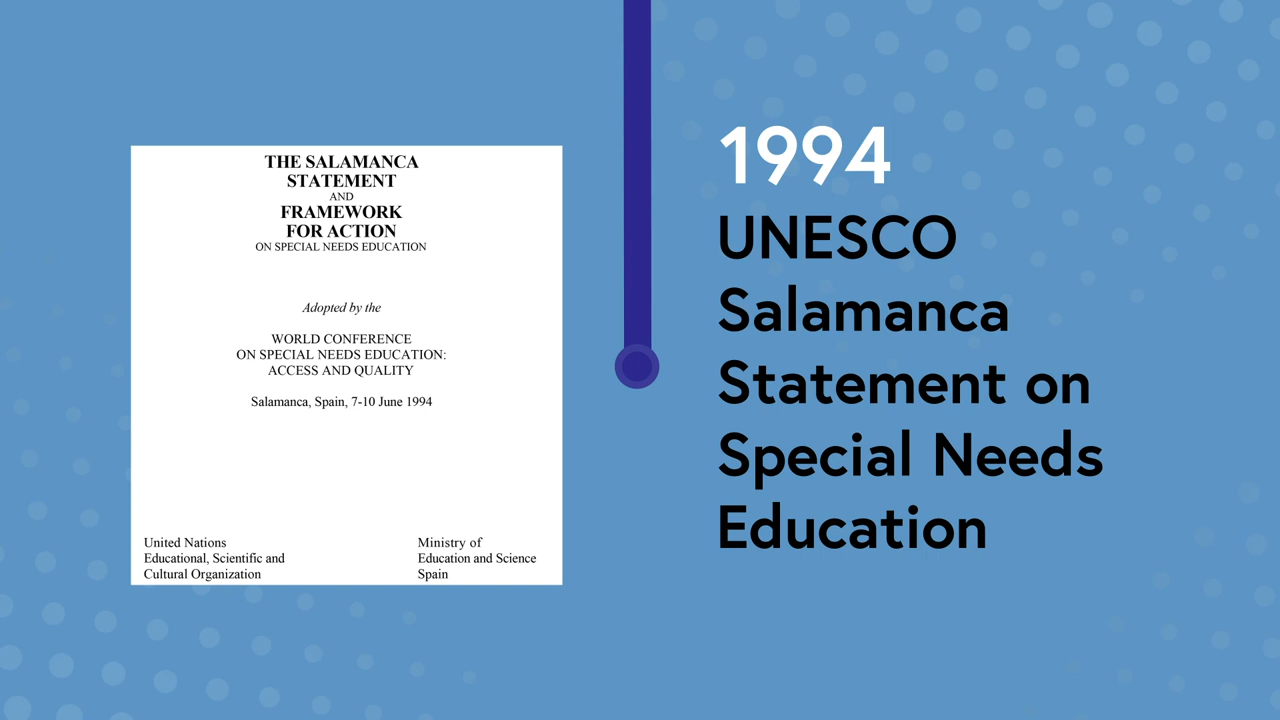 THE SALAMANCA
STATEMENT
AND
FRAMEWORK
FOR ACTION
ON SPECIAL NEEDS EDUCATION
Adopted by the
WORLD CONFERENCE
ON SPECIAL NEEDS EDUCATION:
ACCESS AND QUALITY
Salamanca, Spain, 7-10 June 1994
United Nations
Educational, Scientific and
Cultural Organization
Ministry of
Education and Science
Spain
1994
UNESCO
Salamanca
Statement on
Special Needs
Education